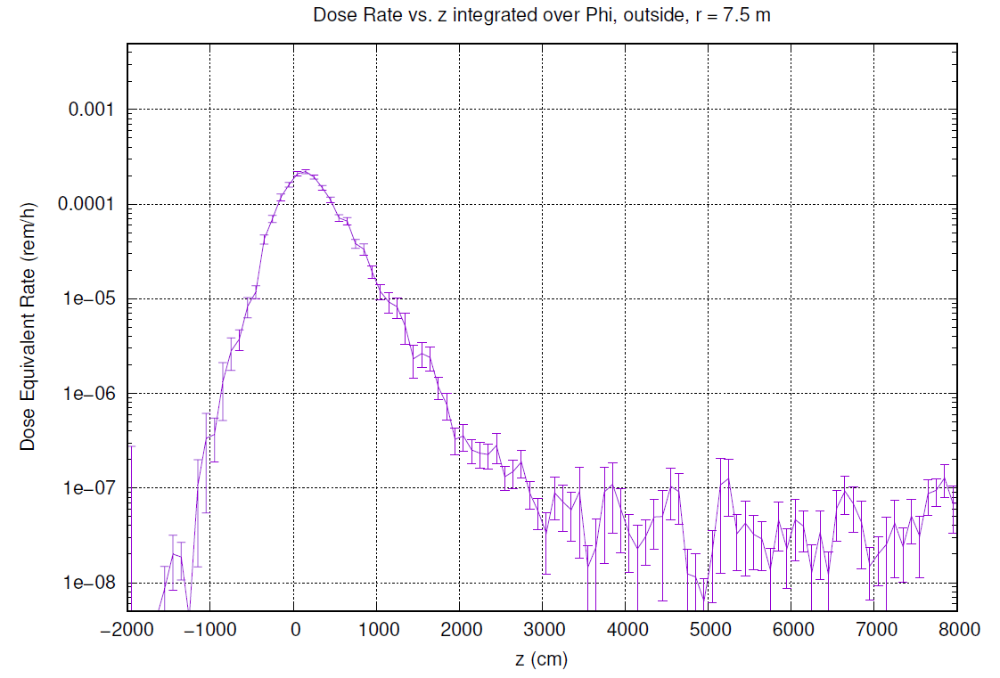 Dose Rate vs. z integrated over Phi, outside, r = 7.5 m
Dose Equivalent Rate (rem/h)
0.001
0.0001
1e−05
1e−06
1e−07
1e−08
−2000 −1000 0 1000 2000 3000 4000 5000 6000 7000 8000
z (cm)